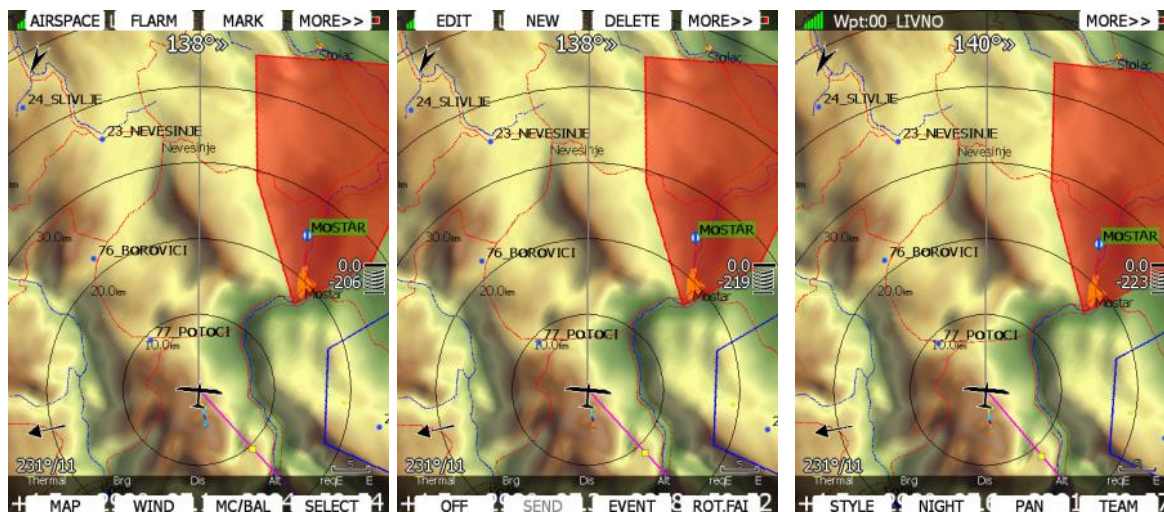 AIRSPACE FLARM MARK MORE>>
138°»
Stolac
24_SLIVLJE
23_NEVESINJE
Nevesinje
MOSTAR
30.0km
76_BOROVICI
0.0
-206
20.0km
Mostar
77_POTOCI
10.0km
231°/11
5
Thermal Brg Dis Alt reqE E
MAP WIND MC/BAL SELECT
EDIT NEW DELETE MORE>>
138°»
Stolac
24_SLIVLJE
23_NEVESINJE
Nevesinje
MOSTAR
30.0km
76_BOROVICI
0.0
-219
20.0km
Mostar
77_POTOCI
10.0km
231°/11
5
Thermal Brg Dis Alt reqE E
OFF SEND EVENT ROT.FAI
Wpt:00_LIVNO MORE>>
140°»
Stolac
24_SLIVLJE
23_NEVESINJE
Nevesinje
MOSTAR
30.0km
76_BOROVICI
0.0
-223
20.0km
Mostar
77_POTOCI
10.0km
231°/11
5
Thermal Brg Dis Alt reqE E
STYLE NIGHT PAN TEAM